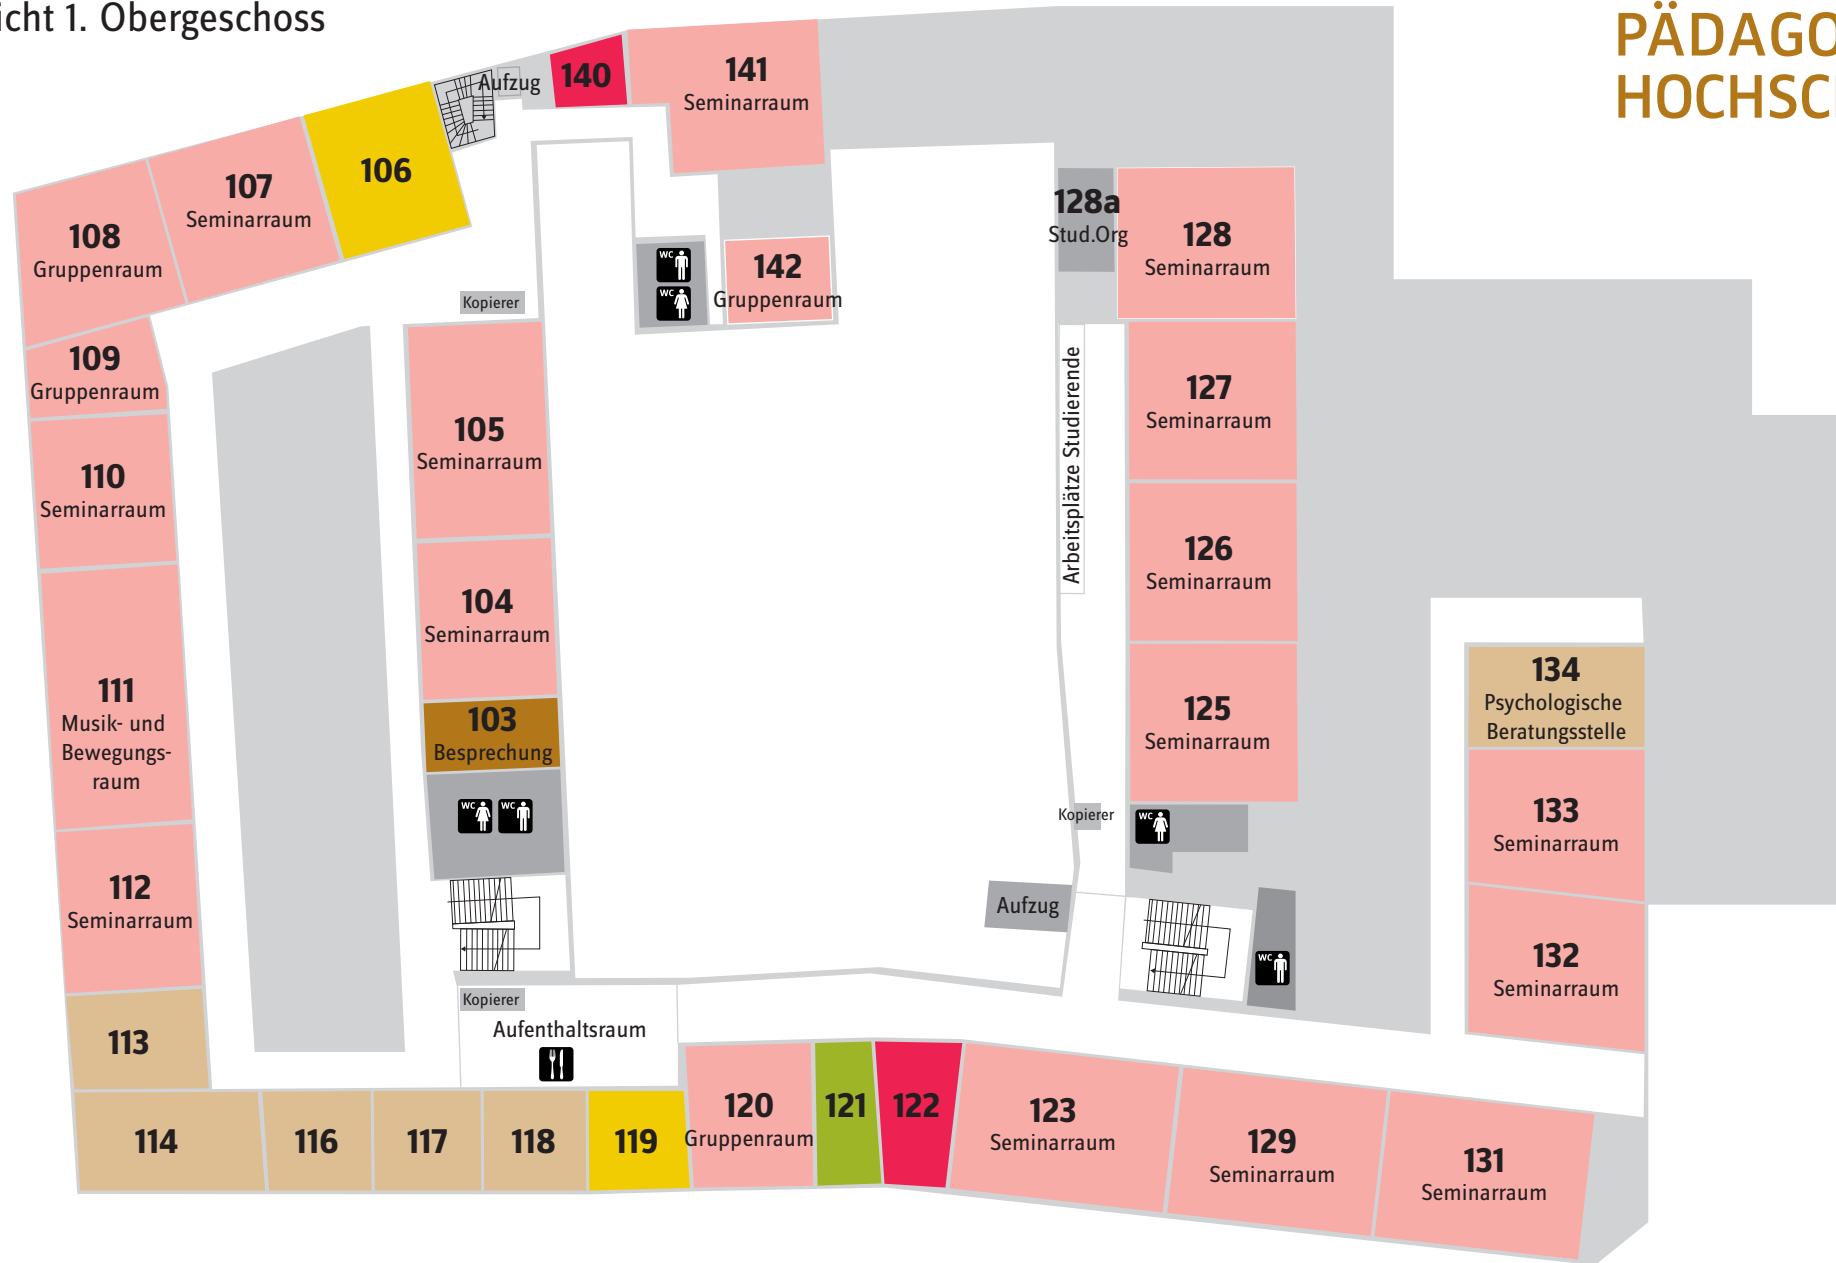 icht 1. Obergeschoss
PÄDAGO
HOCHSC
Aufzug
140
141
Seminarraum
106
107
Seminarraum
108
Gruppenraum
128a
Stud.Org
128
Seminarraum
WC
WC
142
Gruppenraum
Kopierer
109
Gruppenraum
105
Seminarraum
110
Seminarraum
Arbeitsplätze Studierende
127
Seminarraum
126
Seminarraum
104
Seminarraum
111
Musik- und
Bewegungs-
raum
103
Besprechung
125
Seminarraum
134
Psychologische
Beratungsstelle
WC
WC
Kopierer
WC
133
Seminarraum
112
Seminarraum
Aufzug
WC
132
Seminarraum
Kopierer
Aufenthaltsraum
113
114
116
117
118
119
120
Gruppenraum
121
122
123
Seminarraum
129
Seminarraum
131
Seminarraum